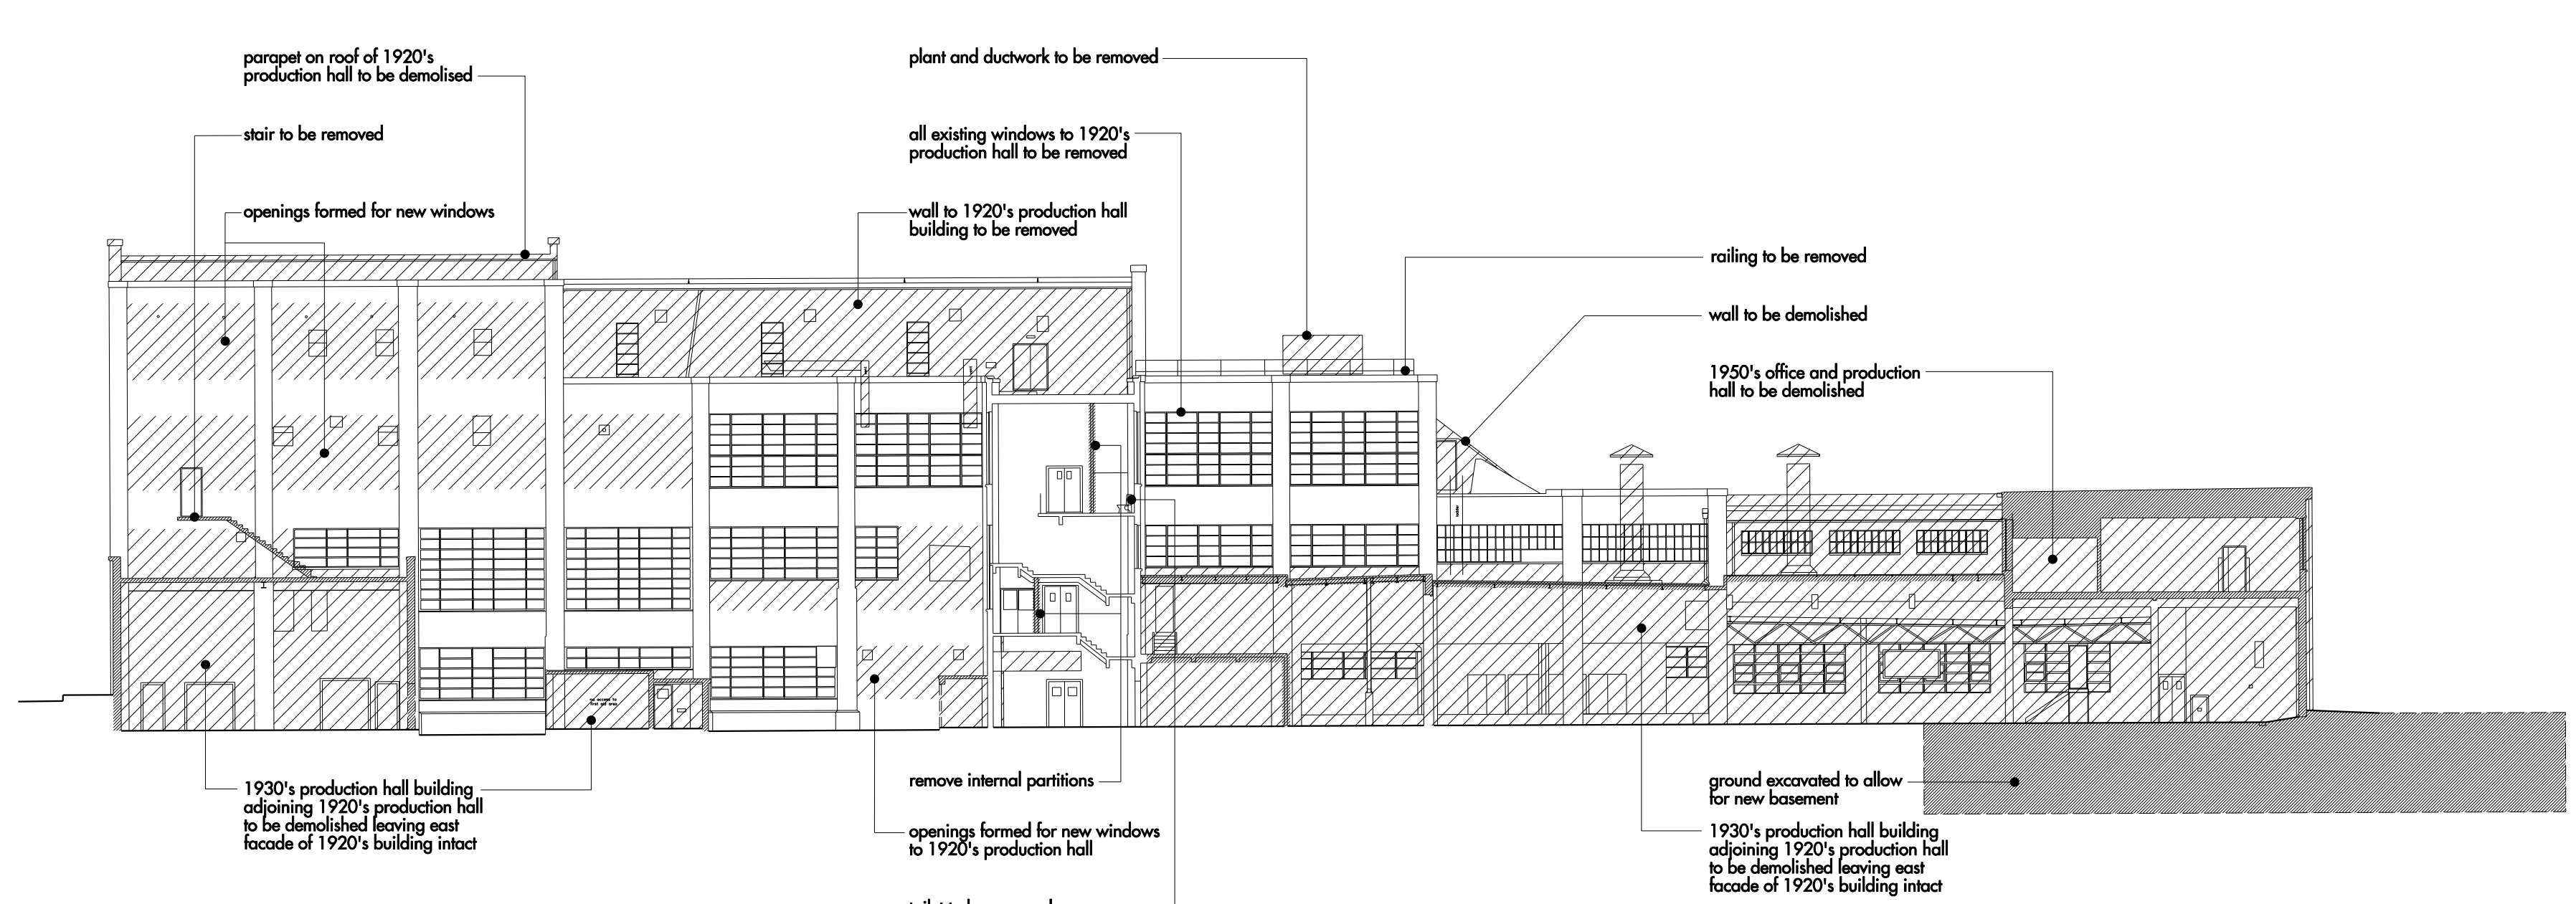 parapet on roof of 1920's
production hall to be demolised
stair to be removed
openings formed for new windows
plant and ductwork to be removed
all existing windows to 1920's
production hall to be removed
wall to 1920's production hall
building to be removed
railing to be removed
wall to be demolished
1950's office and production
hall to be demolished
no access to
first aid area
1930's production hall building
adjoining 1920's production hall
to be demolished leaving east
facade of 1920's building intact
remove internal partitions
openings formed for new windows
to 1920's production hall
ground excavated to allow
for new basement
1930's production hall building
adjoining 1920's production hall
to be demolished leaving east
facade of 1920's building intact